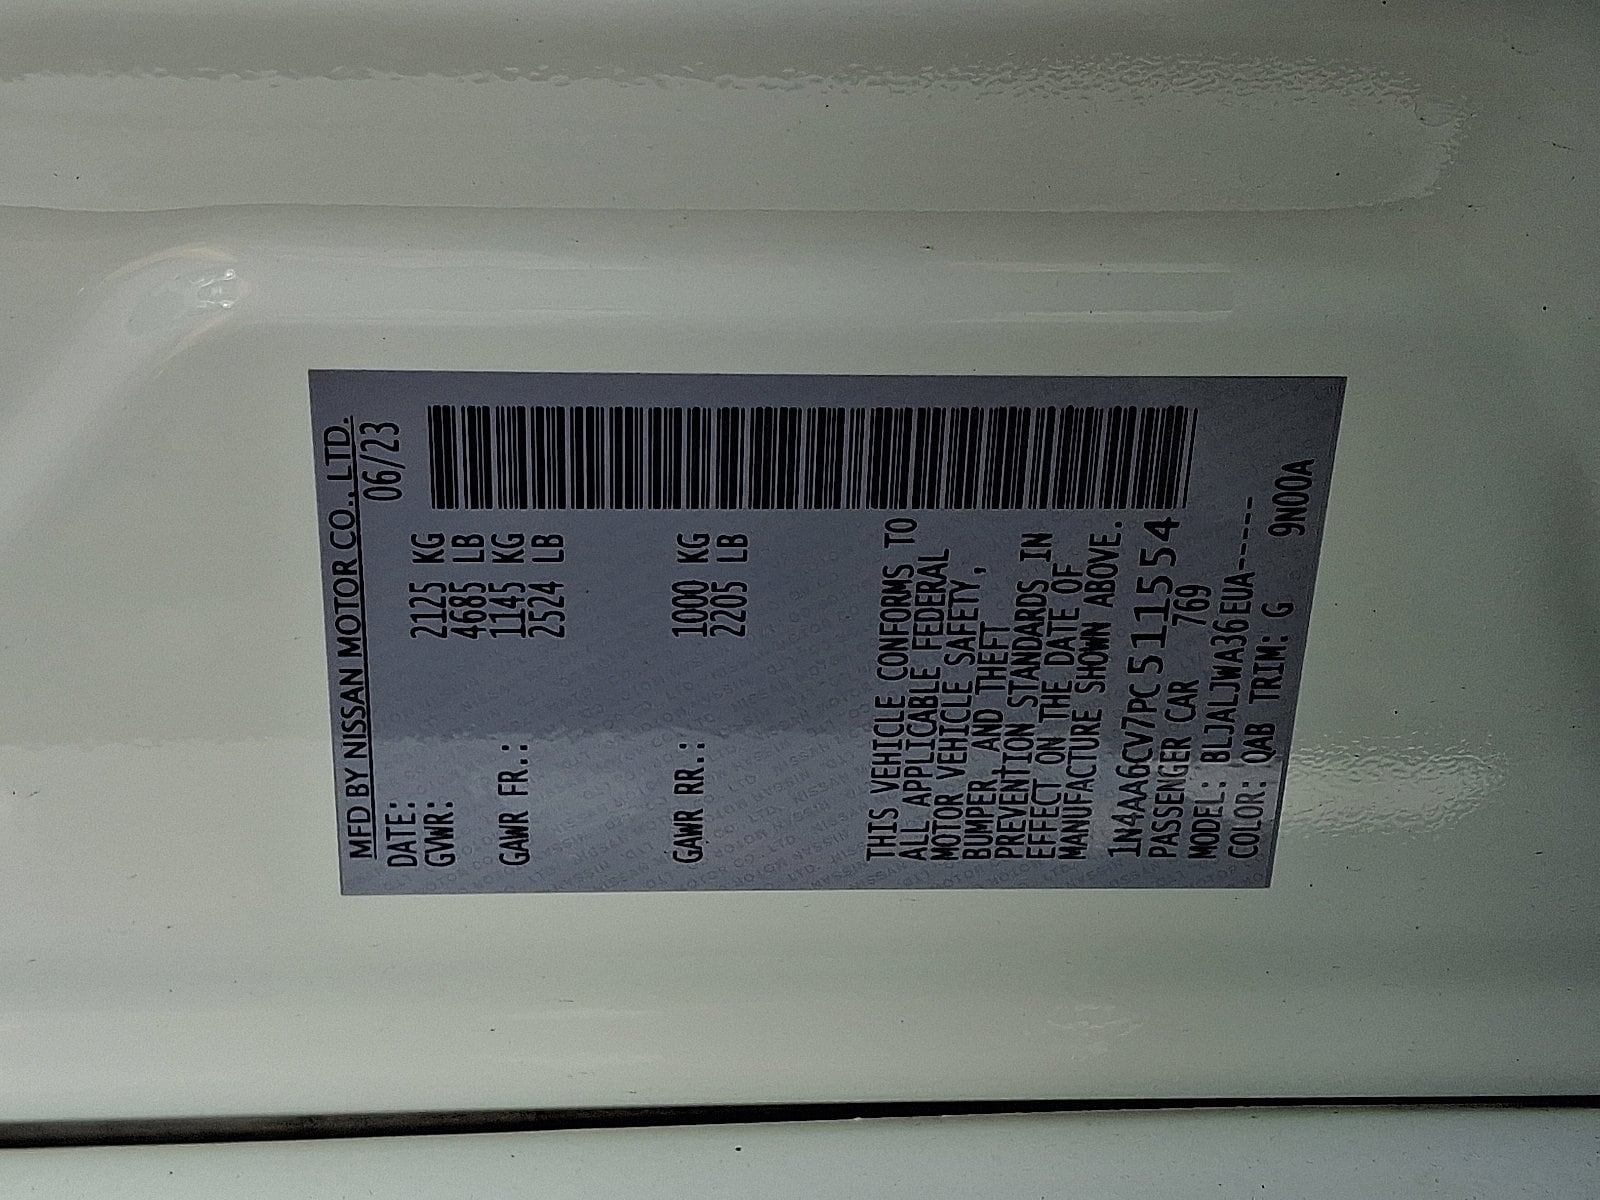 MFD BY NISSAN MOTOR CO., LTD.
DATE: 06/23
GVWR: 2125 KG
4685 LB
GAWR FR.: 1145 KG
2524 LB
GAWR RR.: 1000 KG
2205 LB
THIS VEHICLE CONFORMS TO
ALL APPLICABLE FEDERAL
MOTOR VEHICLE SAFETY,
BUMPER, AND THEFT
PREVENTION STANDARDS IN
EFFECT ON THE DATE OF
MANUFACTURE SHOWN ABOVE.
1N4AA6CV7PC511554
PASSENGER CAR 769
MODEL: BLJALJWA36EUA-----
COLOR: QAB TRIM: G 9N00A